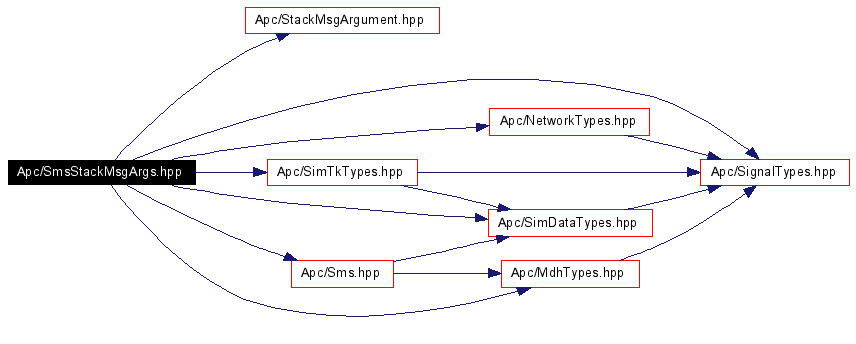 Apc/StackMsgArgument.hpp
Apc/NetworkTypes.hpp
Apc/SmsStackMsgArgs.hpp
Apc/SimTkTypes.hpp
Apc/SignalTypes.hpp
Apc/SimDataTypes.hpp
Apc/Sms.hpp
Apc/MdhTypes.hpp